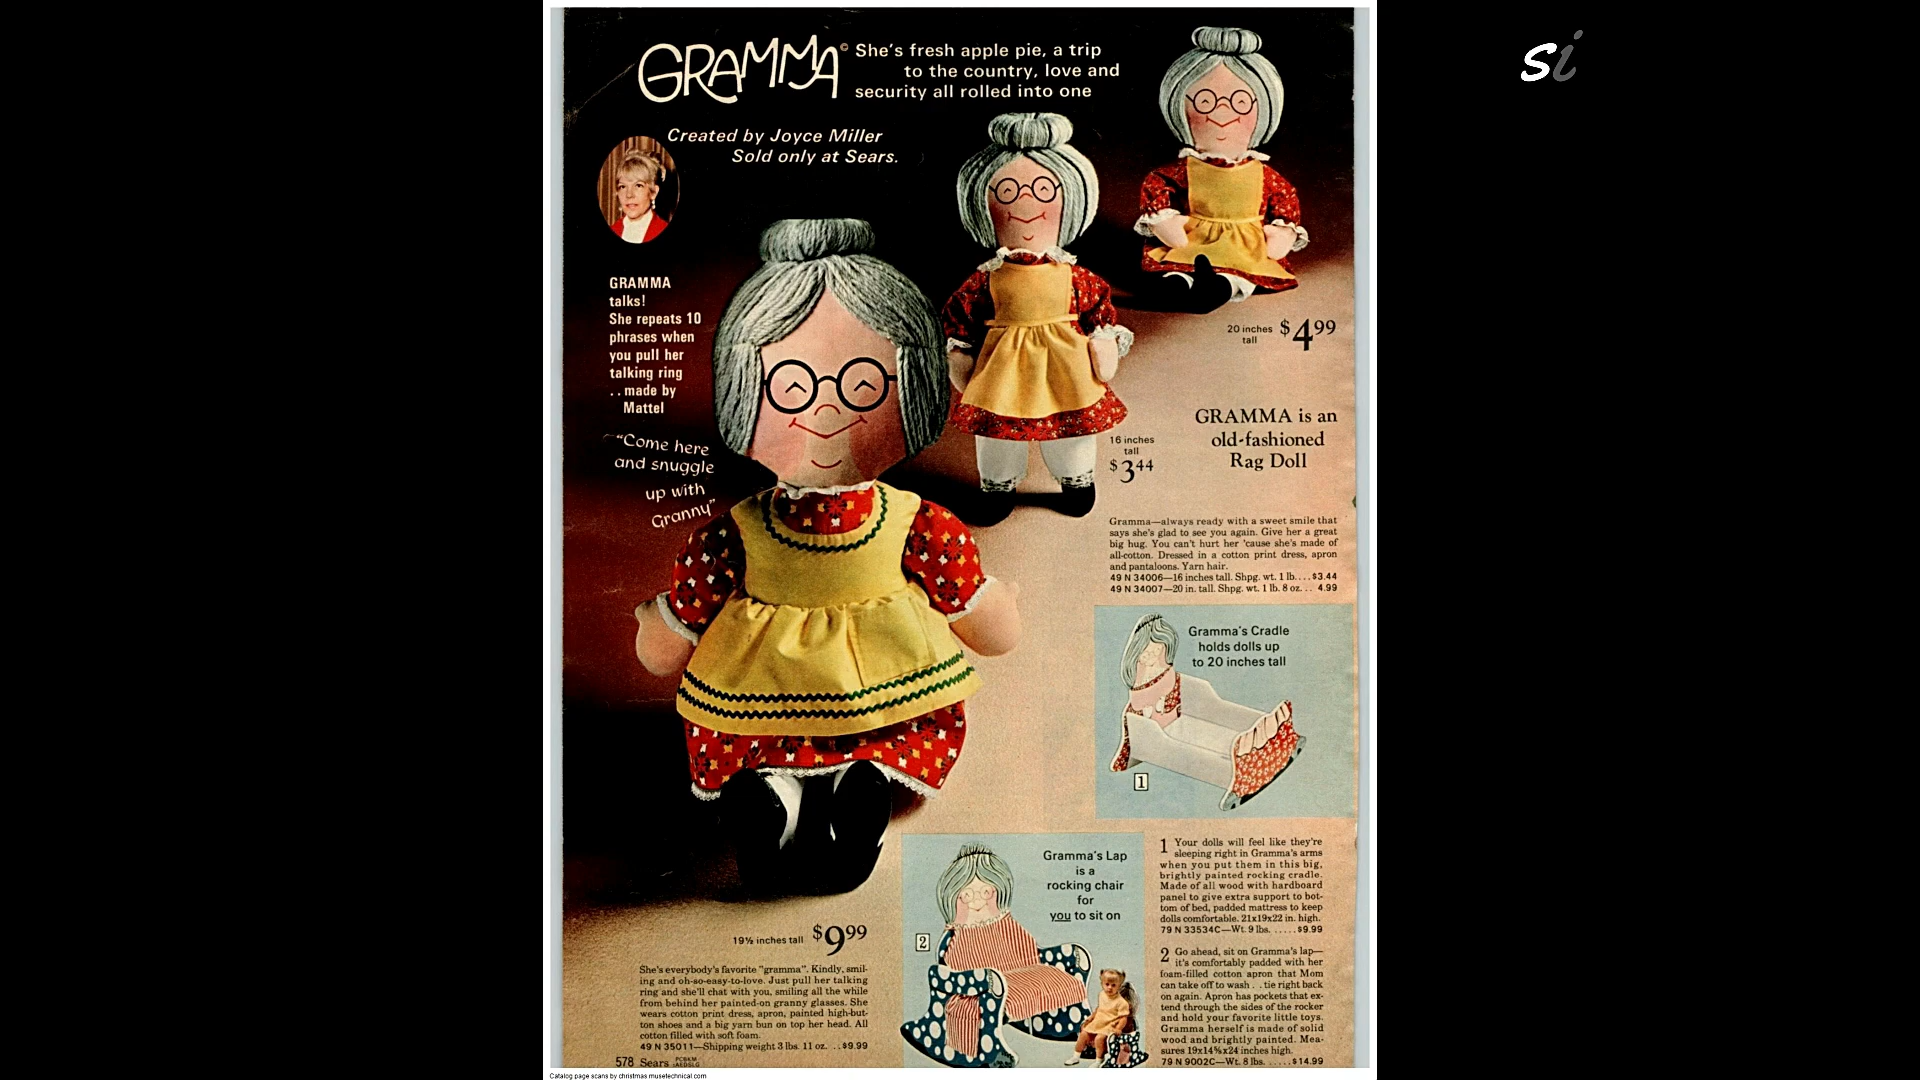 si
GRAMMA©
She's fresh apple pie, a trip
to the country, love and
security all rolled into one
Created by Joyce Miller
Sold only at Sears.
GRAMMA
talks!
She repeats 10
phrases when
you pull her
talking ring
. . made by
Mattel
"Come here
and snuggle
up with
Granny"
20 inches
tall
$4.99
16 inches
tall
$3.44
GRAMMA is an
old-fashioned
Rag Doll
Gramma—always ready with a sweet smile that
says she's glad to see you again. Give her a great
big hug. You can't hurt her 'cause she's made of
all-cotton. Dressed in a cotton print dress, apron
and pantaloons. Yarn hair.
49 N 34006—16 inches tall. Shpg. wt. 1 lb. . . . $3.44
49 N 34007—20 in. tall. Shpg. wt. 1 lb. 8 oz. . . 4.99
Gramma's Cradle
holds dolls up
to 20 inches tall
1
1 Your dolls will feel like they're
sleeping right in Gramma's arms
when you put them in this big,
brightly painted rocking cradle.
Made of all wood with hardboard
panel to give extra support to bot-
tom of bed, padded mattress to keep
dolls comfortable. 21x19x22 in. high.
79 N 33534C—Wt. 9 lbs. . . . . . $9.99
Gramma's Lap
is a
rocking chair
for
you to sit on
2
2 Go ahead, sit on Gramma's lap—
it's comfortably padded with her
foam-filled cotton apron that Mom
can take off to wash . . tie right back
on again. Apron has pockets that ex-
tend through the sides of the rocker
and hold your favorite little toys.
Gramma herself is made of solid
wood and brightly painted. Mea-
sures 19x14⅝x24 inches high.
79 N 9002C—Wt. 8 lbs. . . . . . $14.99
19½ inches tall $9.99
She's everybody's favorite "gramma". Kindly, smil-
ing and oh-so-easy-to-love. Just pull her talking
ring and she'll chat with you, smiling all the while
from behind her painted-on granny glasses. She
wears cotton print dress, apron, painted high-but-
ton shoes and a big yarn bun on top her head. All
cotton filled with soft foam.
49 N 35011—Shipping weight 3 lbs. 11 oz. . . $9.99
578 Sears
Catalog page scans by christmas.musetechnical.com